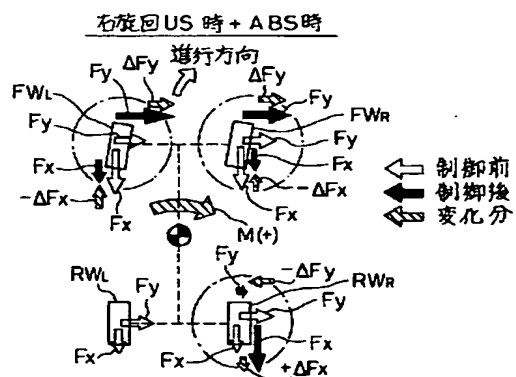 右旋回US時+ABS時
進行方向
Fy
ΔFy
FWL
Fy
Fx
-ΔFx
Fx
ΔFy
Fy
FWR
Fy
Fx
-ΔFx
Fx
制御前
制御後
変化分
M(+)
RWL
Fy
Fx
Fy
-ΔFy
RWR
Fy
Fx
Fx
+ΔFx